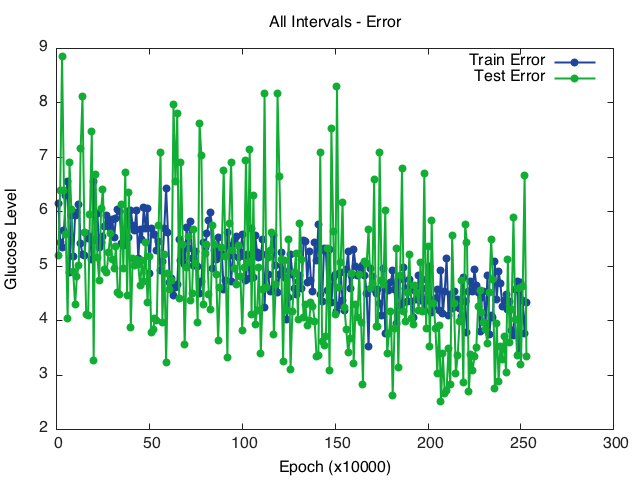 All Intervals - Error
Train Error
Test Error
9
8
7
6
5
4
3
2
Glucose Level
0 50 100 150 200 250 300
Epoch (x10000)